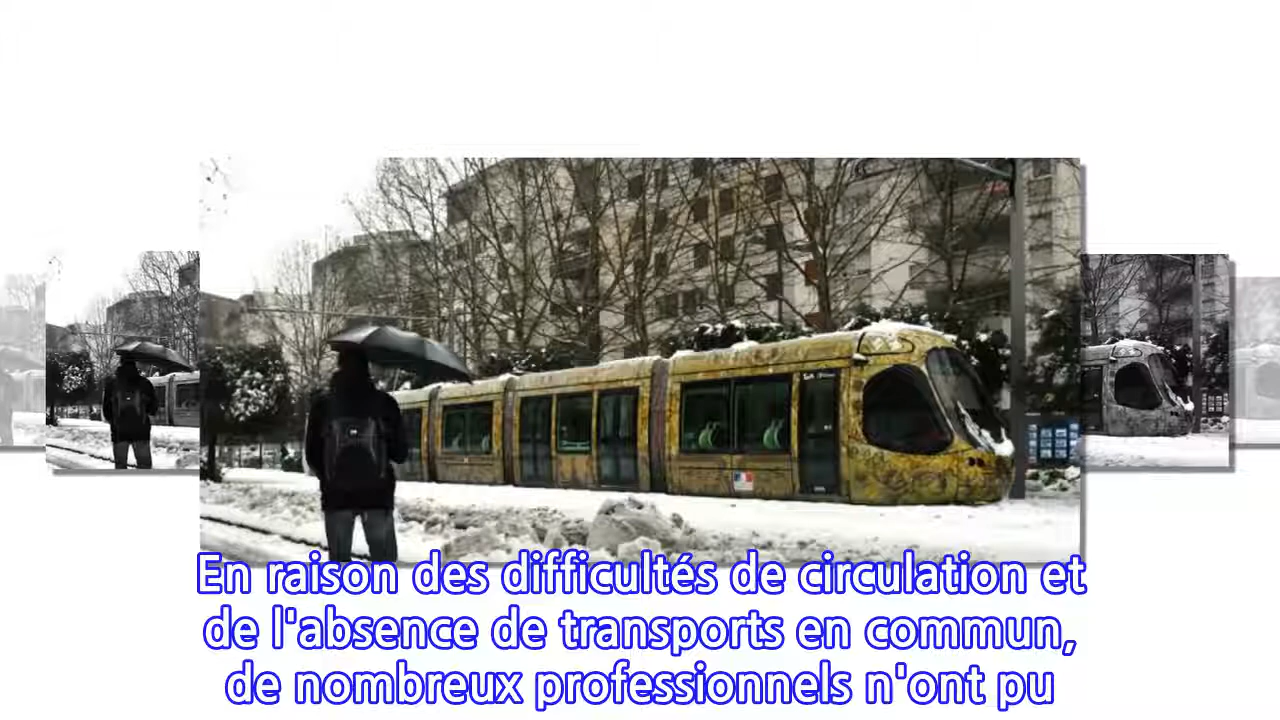 En raison des difficultés de circulation et
de l'absence de transports en commun,
de nombreux professionnels n'ont pu